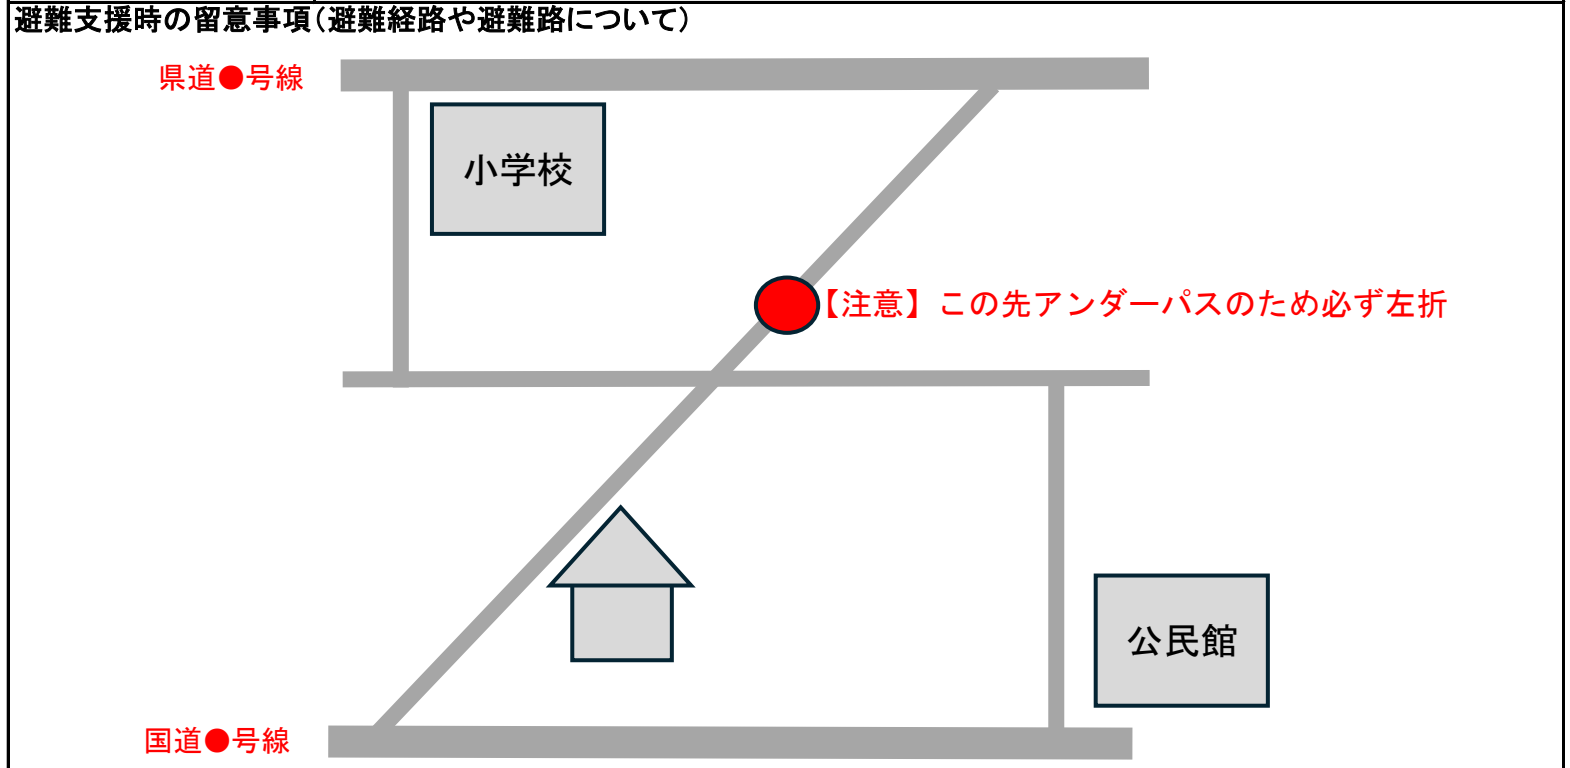 避難支援時の留意事項(避難経路や避難路について)
県道●号線
小学校
【注意】この先アンダーパスのため必ず左折
公民館
国道●号線